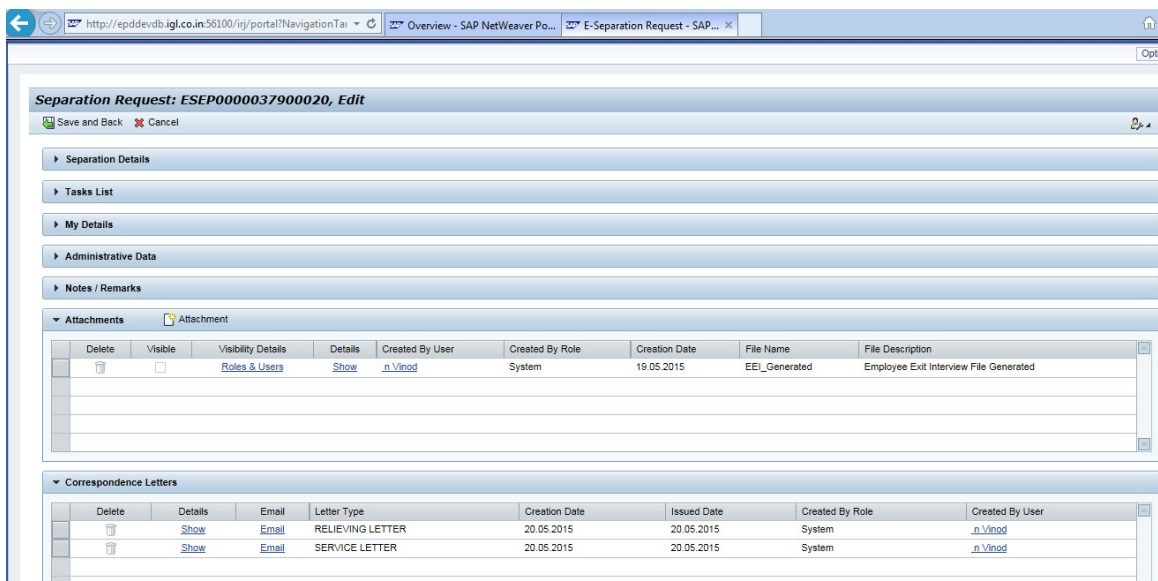 http://epddevdb.igl.co.in:56100/irj/portal?NavigationTar
Overview - SAP NetWeaver Po...
E-Separation Request - SAP...
Opt
Separation Request: ESEP0000037900020, Edit
Save and Back Cancel
Separation Details
Tasks List
My Details
Administrative Data
Notes / Remarks
Attachments Attachment
Delete Visible Visibility Details Details Created By User Created By Role Creation Date File Name File Description
Roles & Users Show n Vinod System 19.05.2015 EEI_Generated Employee Exit Interview File Generated
Correspondence Letters
Delete Details Email Letter Type Creation Date Issued Date Created By Role Created By User
Show Email RELIEVING LETTER 20.05.2015 20.05.2015 System n Vinod
Show Email SERVICE LETTER 20.05.2015 20.05.2015 System n Vinod